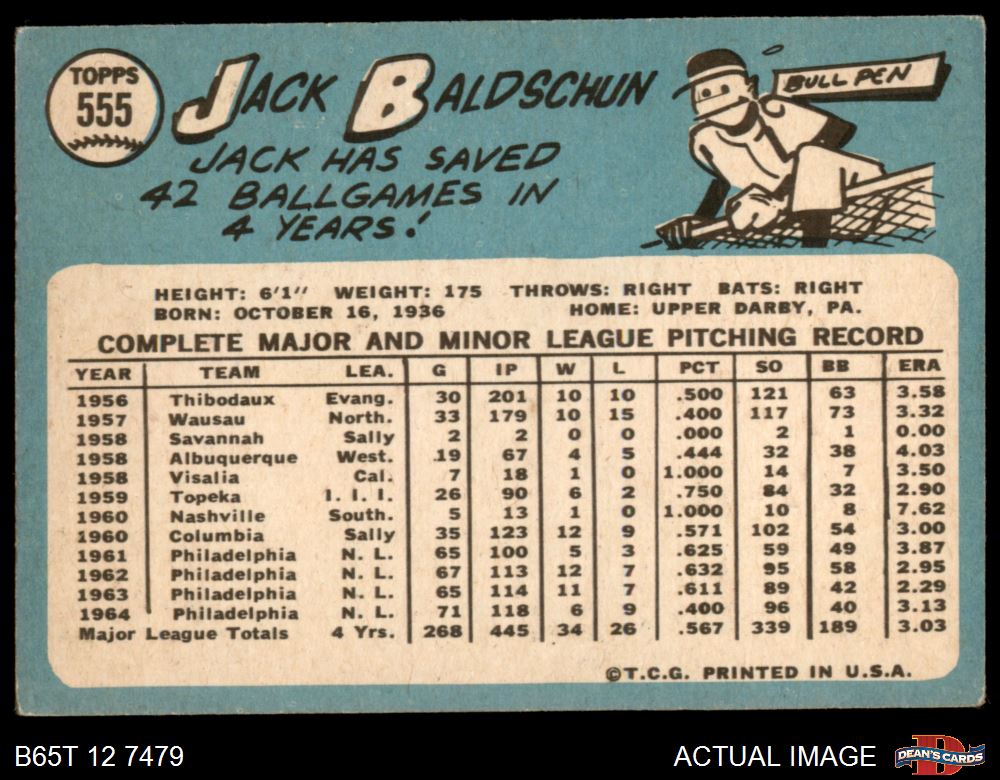 TOPPS
555
JACK BALDSCHUN
JACK HAS SAVED
42 BALLGAMES IN
4 YEARS!
BULL PEN
HEIGHT: 6'1" WEIGHT: 175 THROWS: RIGHT BATS: RIGHT
BORN: OCTOBER 16, 1936 HOME: UPPER DARBY, PA.
COMPLETE MAJOR AND MINOR LEAGUE PITCHING RECORD
YEAR TEAM LEA. G IP W L PCT SO BB ERA
1956 Thibodaux Evang. 30 201 10 10 .500 121 63 3.58
1957 Wausau North. 33 179 10 15 .400 117 73 3.32
1958 Savannah Sally 2 2 0 0 .000 2 1 0.00
1958 Albuquerque West. 19 67 4 5 .444 32 38 4.03
1958 Visalia Cal. 7 18 1 0 1.000 14 7 3.50
1959 Topeka I. I. I. 26 90 6 2 .750 84 32 2.90
1960 Nashville South. 5 13 1 0 1.000 10 8 7.62
1960 Columbia Sally 35 123 12 9 .571 102 54 3.00
1961 Philadelphia N. L. 65 100 5 3 .625 59 49 3.87
1962 Philadelphia N. L. 67 113 12 7 .632 95 58 2.95
1963 Philadelphia N. L. 65 114 11 7 .611 89 42 2.29
1964 Philadelphia N. L. 71 118 6 9 .400 96 40 3.13
Major League Totals 4 Yrs. 268 445 34 26 .567 339 189 3.03
©T.C.G. PRINTED IN U.S.A.
B65T 12 7479 ACTUAL IMAGE DEAN'S CARDS